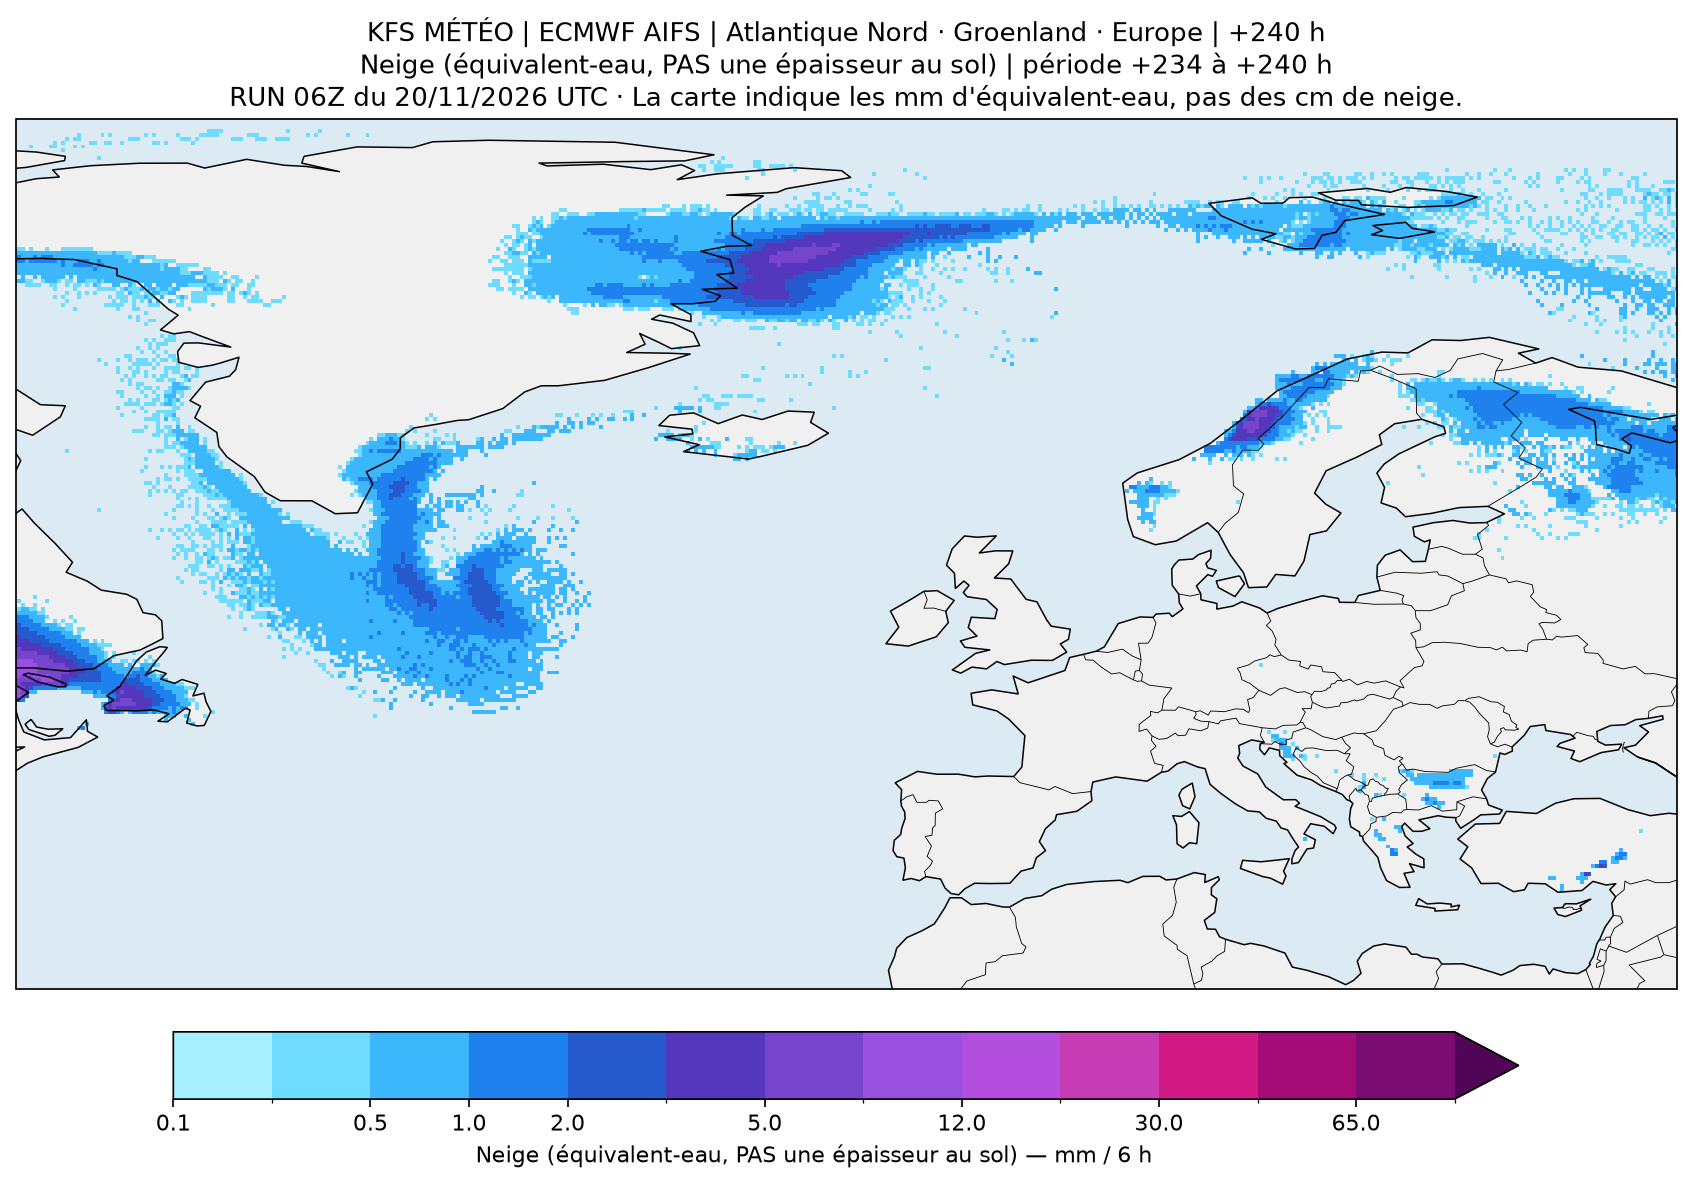 KFS MÉTÉO | ECMWF AIFS | Atlantique Nord · Groenland · Europe | +240 h
Neige (équivalent-eau, PAS une épaisseur au sol) | période +234 à +240 h
RUN 06Z du 20/11/2026 UTC · La carte indique les mm d'équivalent-eau, pas des cm de neige.
0.1 0.5 1.0 2.0 5.0 12.0 30.0 65.0
Neige (équivalent-eau, PAS une épaisseur au sol) — mm / 6 h